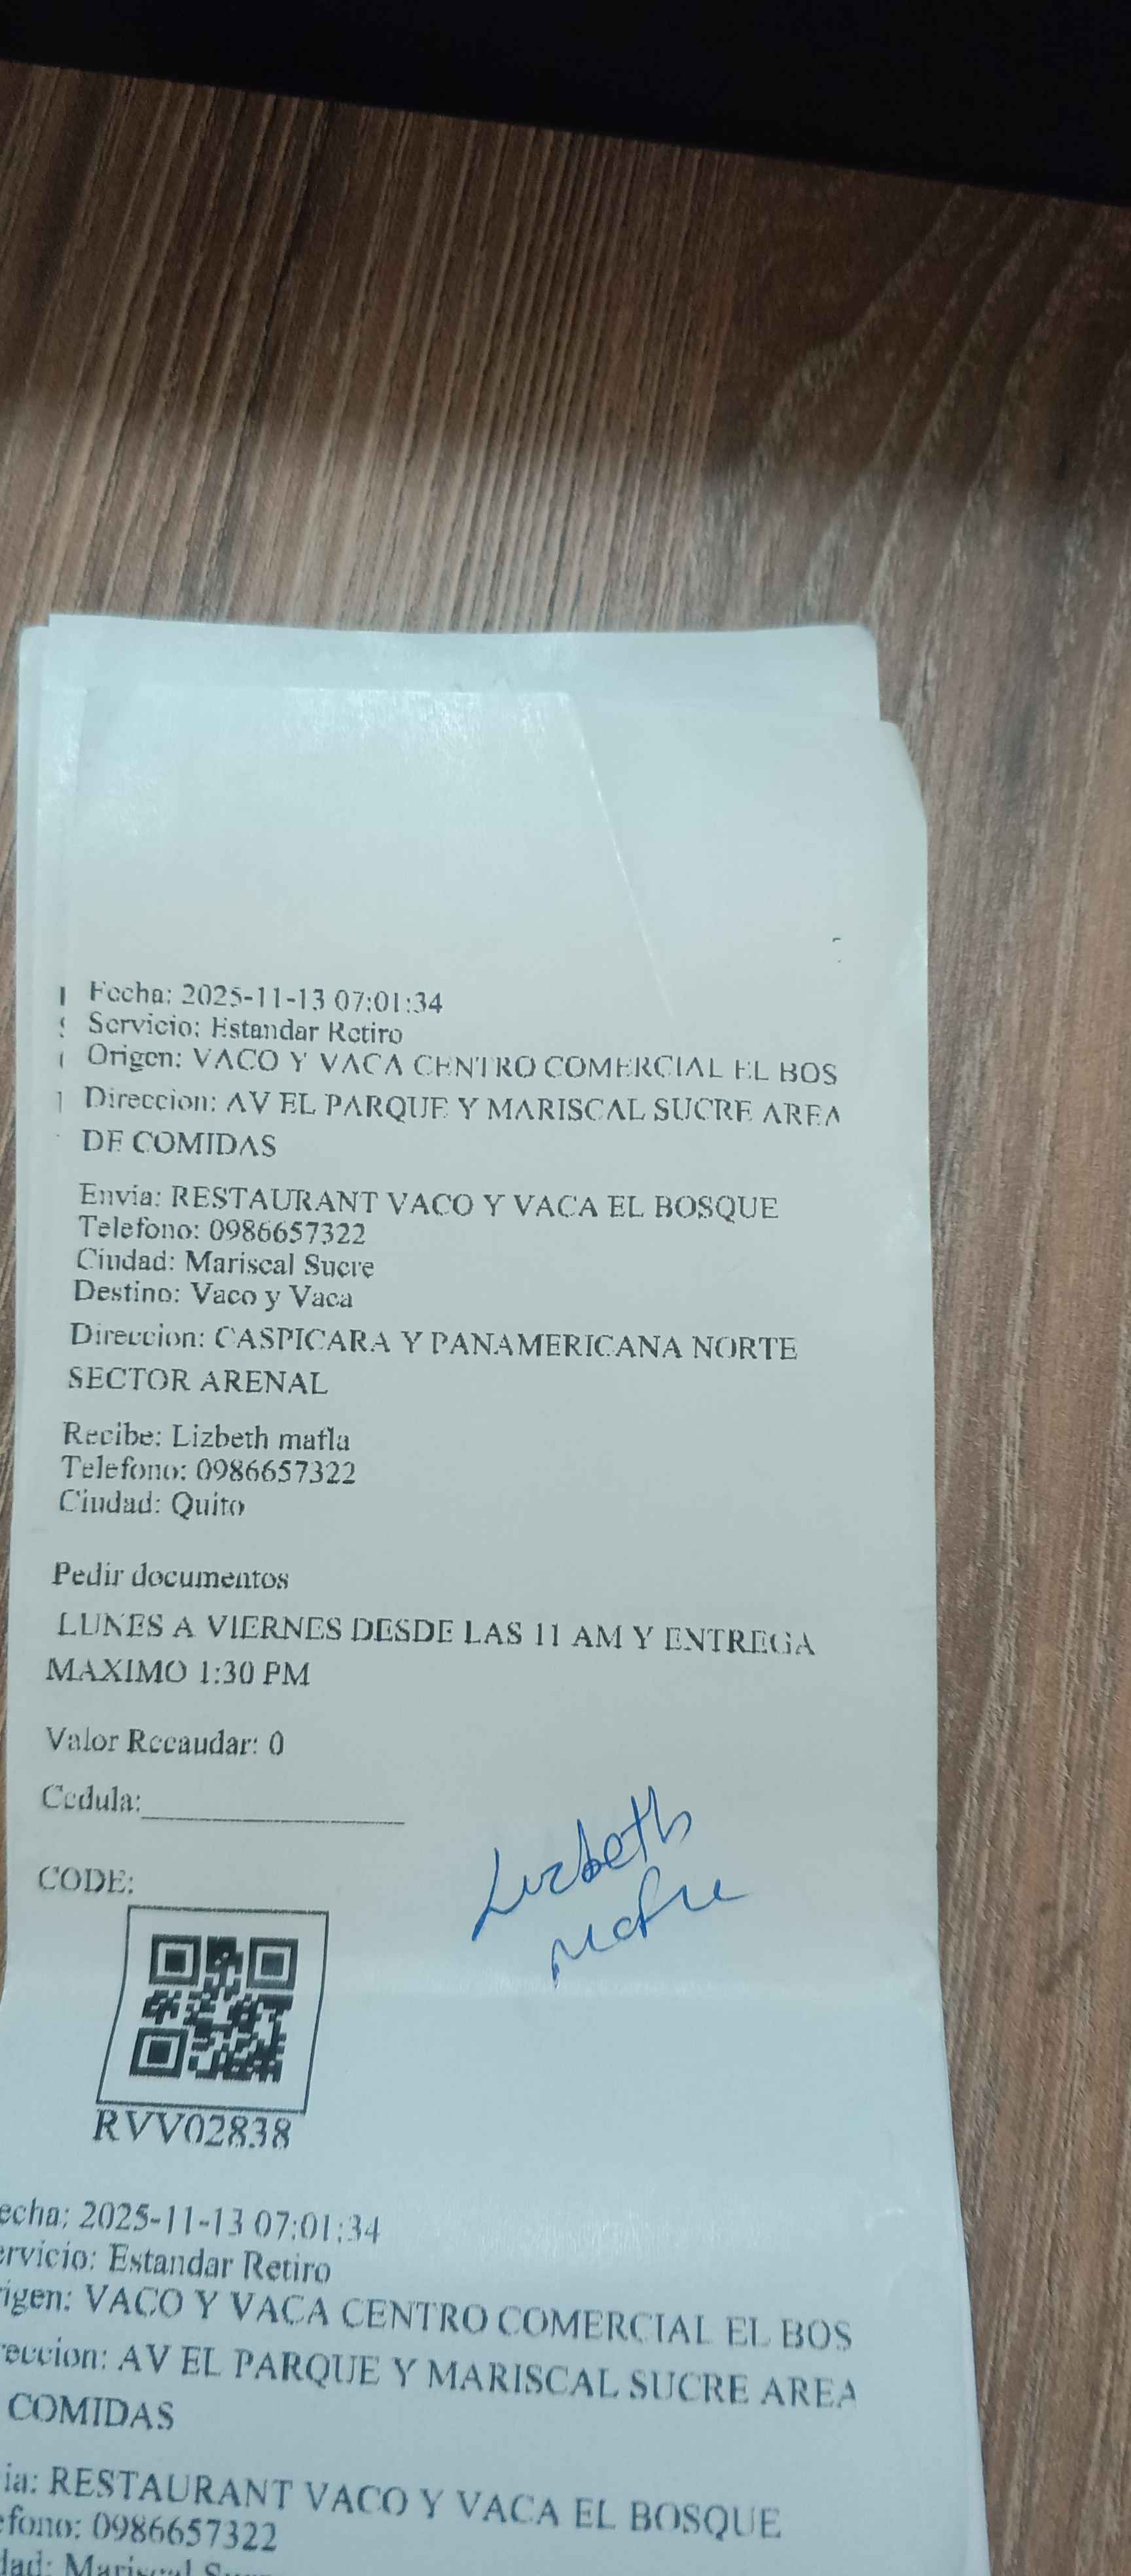 Fecha: 2025-11-13 07:01:34
Servicio: Estandar Retiro
Origen: VACO Y VACA CENTRO COMERCIAL EL BOS
Direccion: AV EL PARQUE Y MARISCAL SUCRE AREA
DE COMIDAS
Envia: RESTAURANT VACO Y VACA EL BOSQUE
Telefono: 0986657322
Ciudad: Mariscal Sucre
Destino: Vaco y Vaca
Direccion: CASPICARA Y PANAMERICANA NORTE
SECTOR ARENAL
Recibe: Lizbeth mafla
Telefono: 0986657322
Ciudad: Quito
Pedir documentos
LUNES A VIERNES DESDE LAS 11 AM Y ENTREGA
MAXIMO 1:30 PM
Valor Recaudar: 0
Cedula:
Lizbeth
CODE:
RVV02838
echa: 2025-11-13 07:01:34
ervicio: Estandar Retiro
rigen: VACO Y VACA CENTRO COMERCIAL EL BOS
reccion: AV EL PARQUE Y MARISCAL SUCRE AREA
COMIDAS
ia: RESTAURANT VACO Y VACA EL BOSQUE
efono: 0986657322
dad: Mariscal